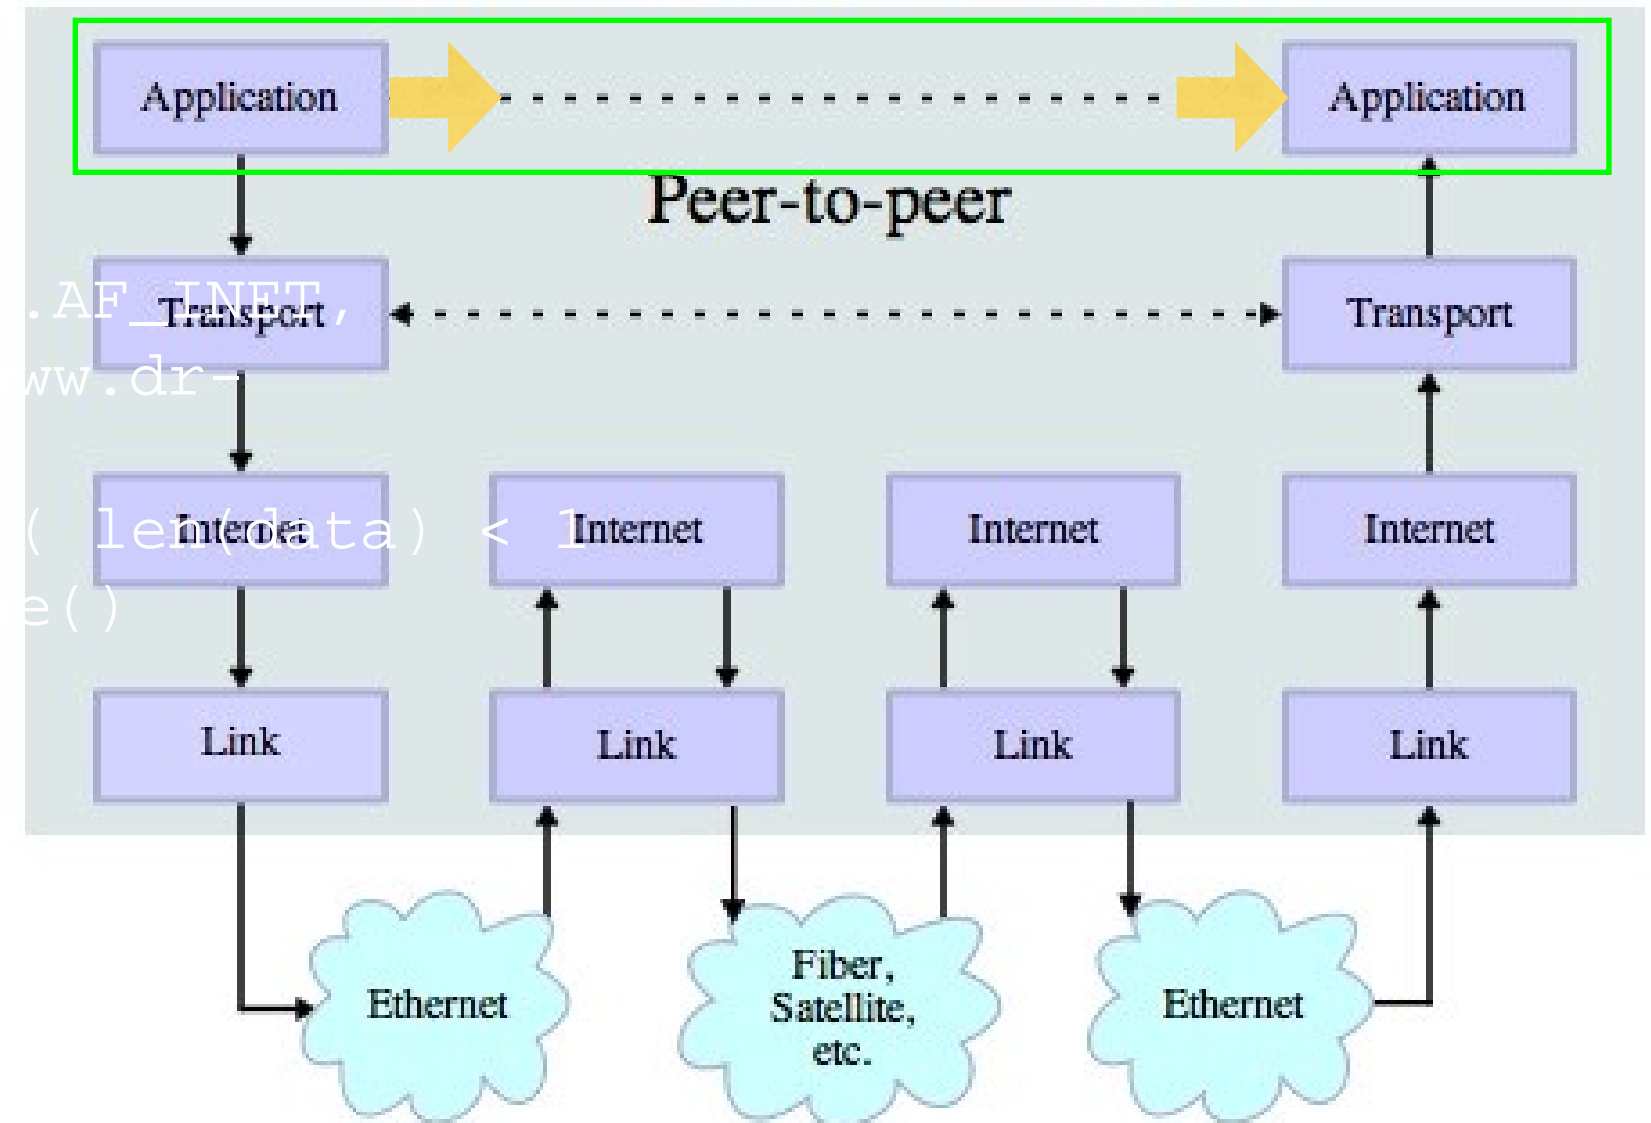 Application Application
Peer-to-peer
.AF_INET,
Transport Transport
ww.dr-
Internet Internet Internet Internet
( len(data) < 1
e()
Link Link Link Link
Ethernet
Fiber,
Satellite,
etc.
Ethernet